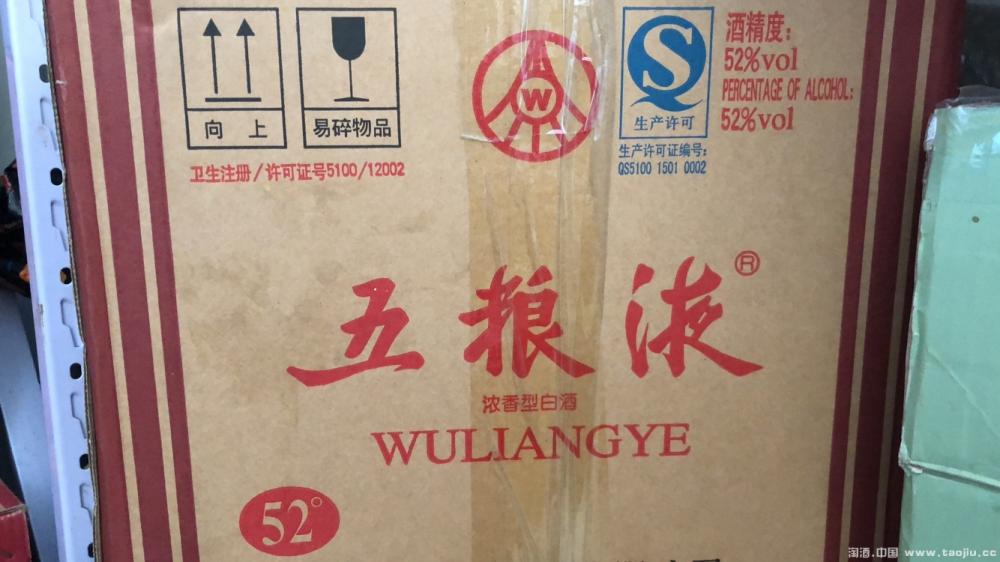 向 上
易碎物品
卫生注册/许可证号5100/12002
W
S
生产许可
生产许可证编号:
QS5100 1501 0002
酒精度:
52%vol
PERCENTAGE OF ALCOHOL:
52%vol
五粮液®
浓香型白酒
WULIANGYE
52°
淘酒.中国 www.taojiu.cc